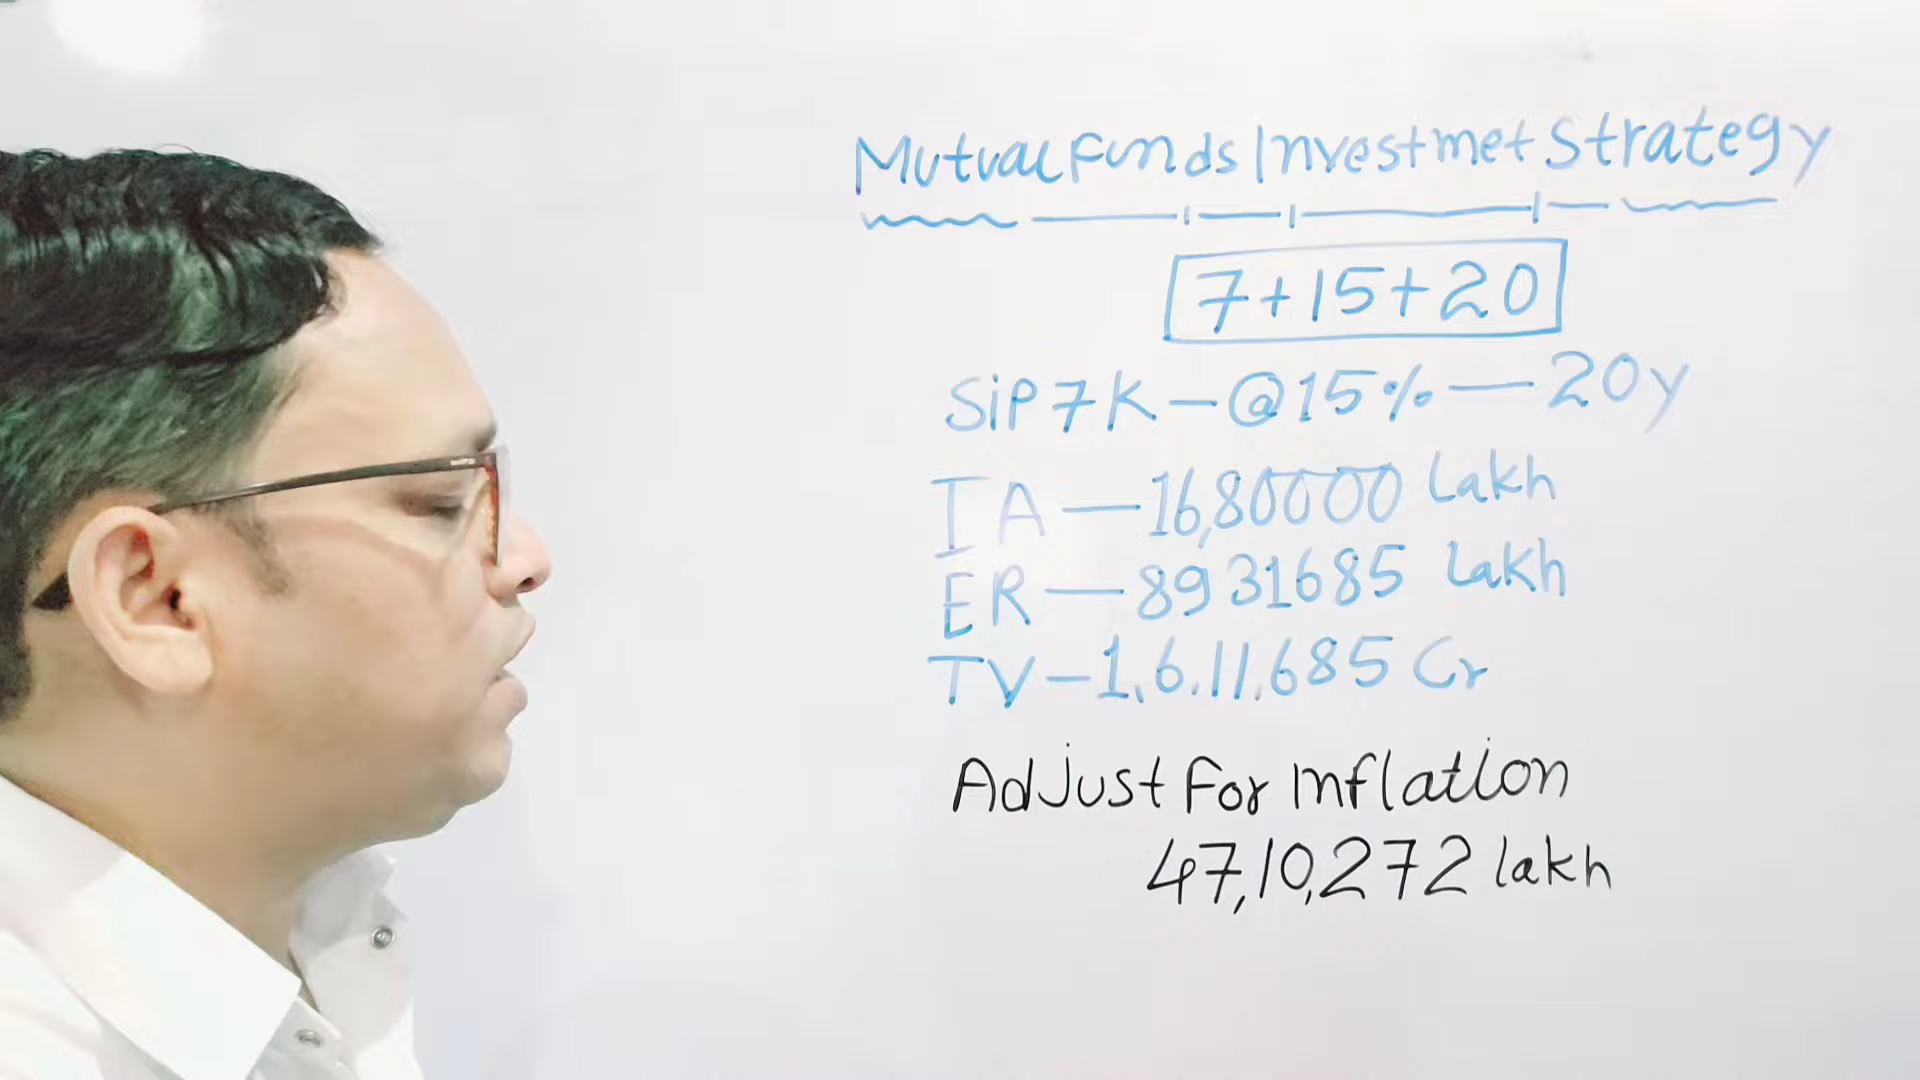 Mutual Funds Investmet Strategy
7+15+20
SiP 7K - @15% - 20y
IA - 16,80000 Lakh
ER - 8931685 Lakh
TV - 1.6.11.685 Cr
Adjust For Inflation
47,10,272 lakh